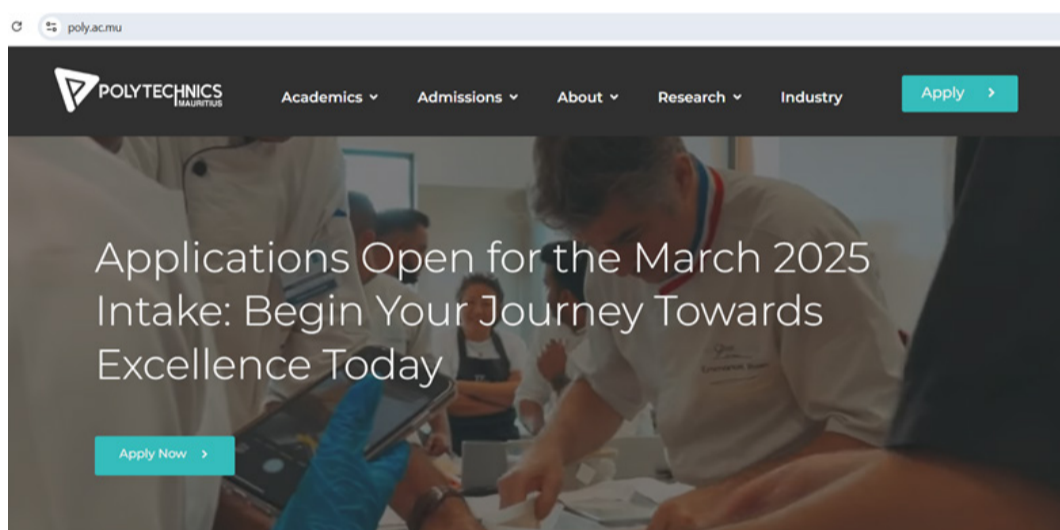 poly.ac.mu
POLYTECHNICS
MAURITIUS
Academics
Admissions
About
Research
Industry
Apply
Applications Open for the March 2025
Intake: Begin Your Journey Towards
Excellence Today
Apply Now